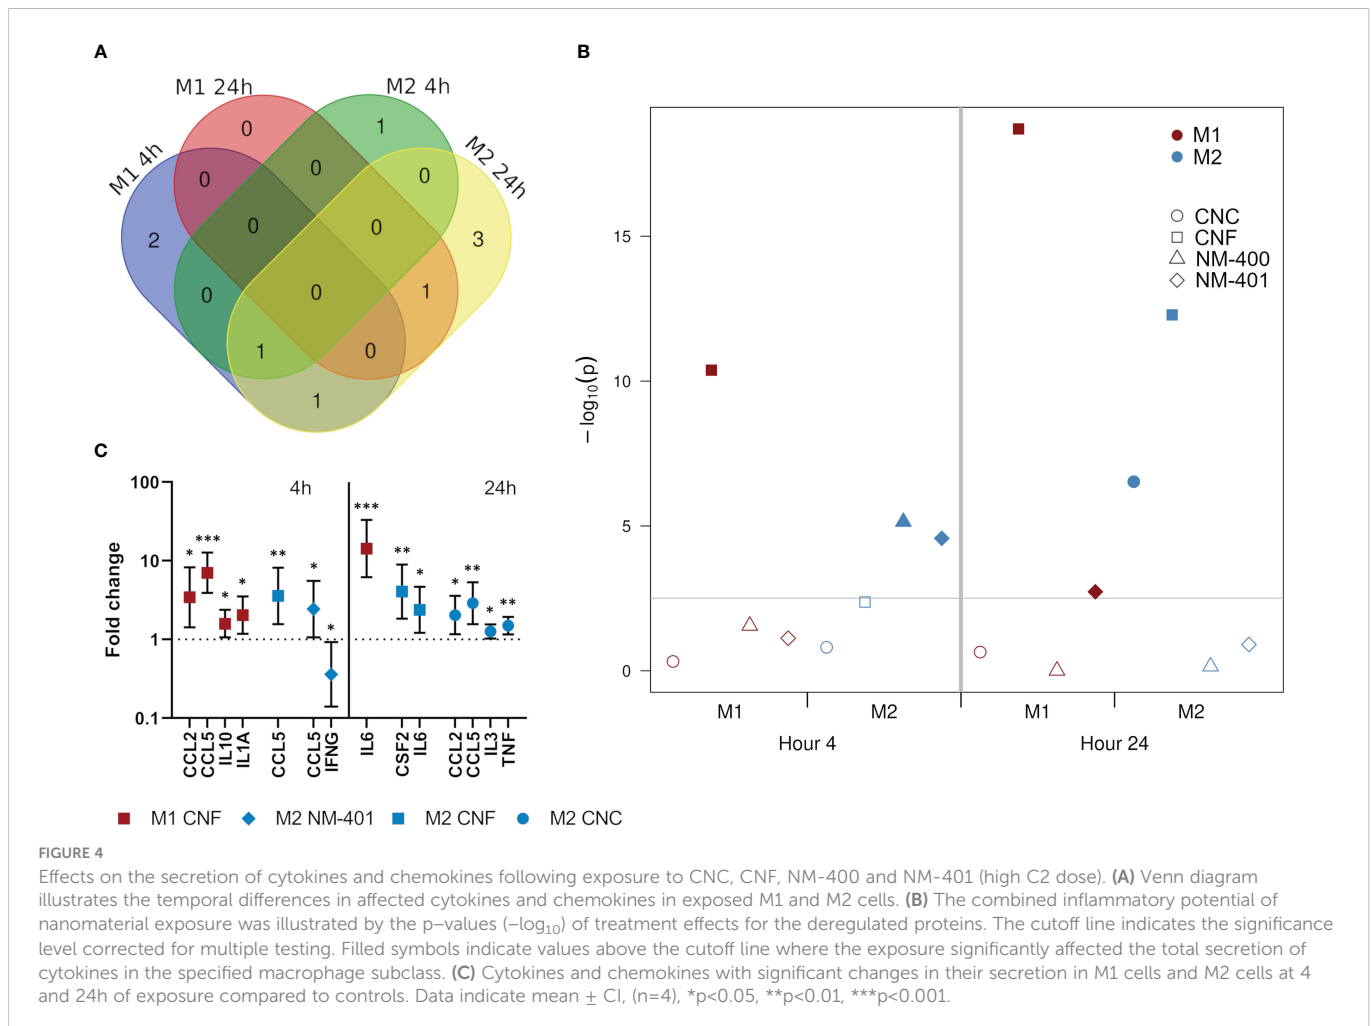 A
M1 24h
M2 4h
M1 4h
M2 24h
0
1
0
0
0
2
0
0
3
0
0
1
1
0
1
B
15
10
5
0
−log10(p)
M1
M2
CNC
CNF
NM-400
NM-401
M1
M2
M1
M2
Hour 4
Hour 24
C
100
10
1
0.1
Fold change
4h
24h
*
***
*
*
**
*
*
***
**
*
*
**
*
**
CCL2
CCL5
IL10
IL1A
CCL5
CCL5
IFNG
IL6
CSF2
IL6
CCL2
CCL5
IL3
TNF
M1 CNF
M2 NM-401
M2 CNF
M2 CNC
FIGURE 4
Effects on the secretion of cytokines and chemokines following exposure to CNC, CNF, NM-400 and NM-401 (high C2 dose). (A) Venn diagram
illustrates the temporal differences in affected cytokines and chemokines in exposed M1 and M2 cells. (B) The combined inflammatory potential of
nanomaterial exposure was illustrated by the p–values (−log10) of treatment effects for the deregulated proteins. The cutoff line indicates the significance
level corrected for multiple testing. Filled symbols indicate values above the cutoff line where the exposure significantly affected the total secretion of
cytokines in the specified macrophage subclass. (C) Cytokines and chemokines with significant changes in their secretion in M1 cells and M2 cells at 4
and 24h of exposure compared to controls. Data indicate mean ± CI, (n=4), *p<0.05, **p<0.01, ***p<0.001.